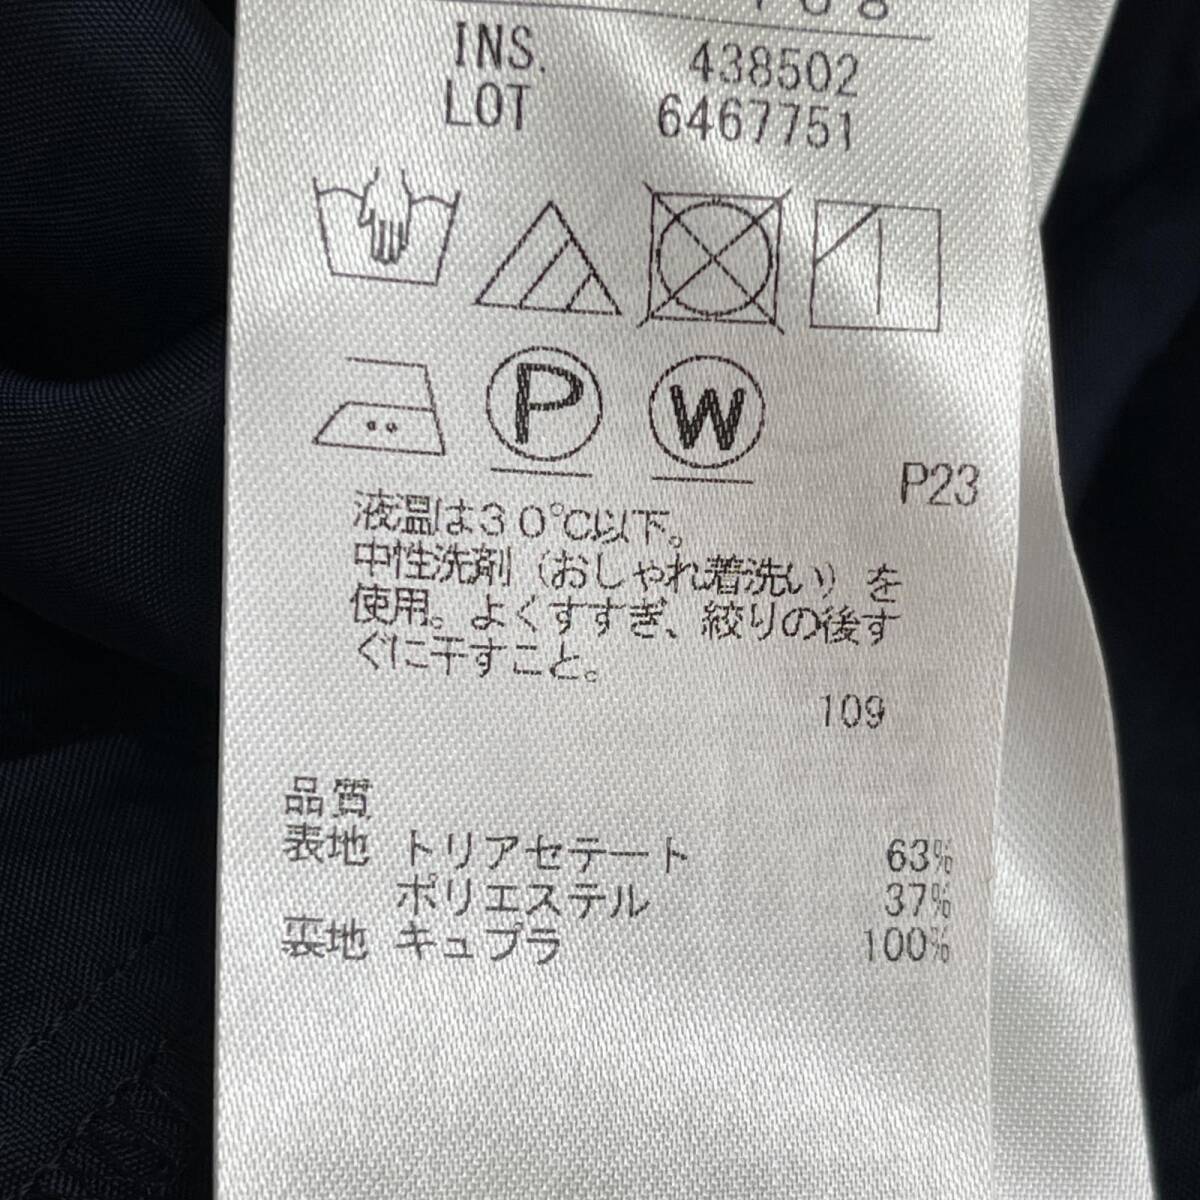 INS. 438502
LOT 6467751
P W
P23
液温は30℃以下。
中性洗剤（おしゃれ着洗い）を
使用。よくすすぎ、絞りの後す
ぐに干すこと。
109
品質
表地 トリアセテート 63%
ポリエステル 37%
裏地 キュプラ 100%